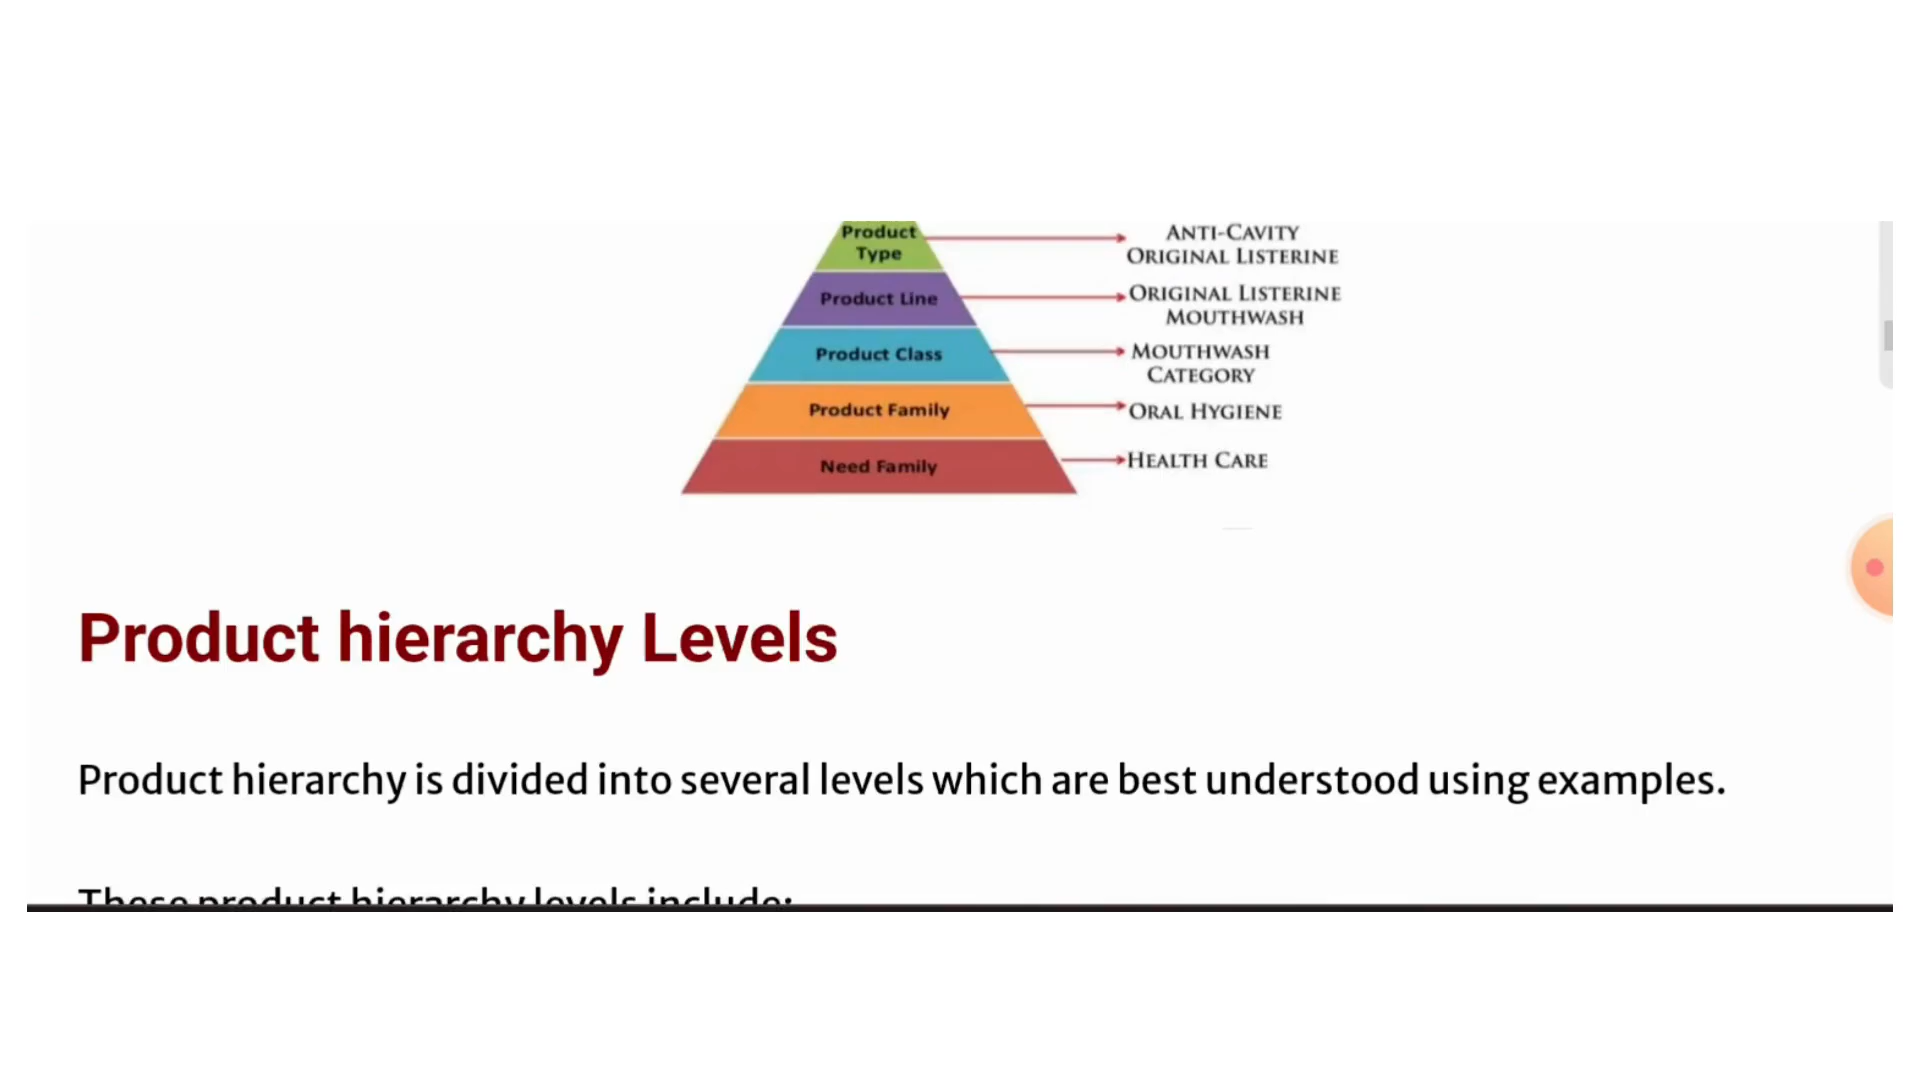 Product
Type
ANTI-CAVITY
ORIGINAL LISTERINE
Product Line
ORIGINAL LISTERINE
MOUTHWASH
Product Class
MOUTHWASH
CATEGORY
Product Family
ORAL HYGIENE
Need Family
HEALTH CARE
Product hierarchy Levels
Product hierarchy is divided into several levels which are best understood using examples.
These product hierarchy levels include: